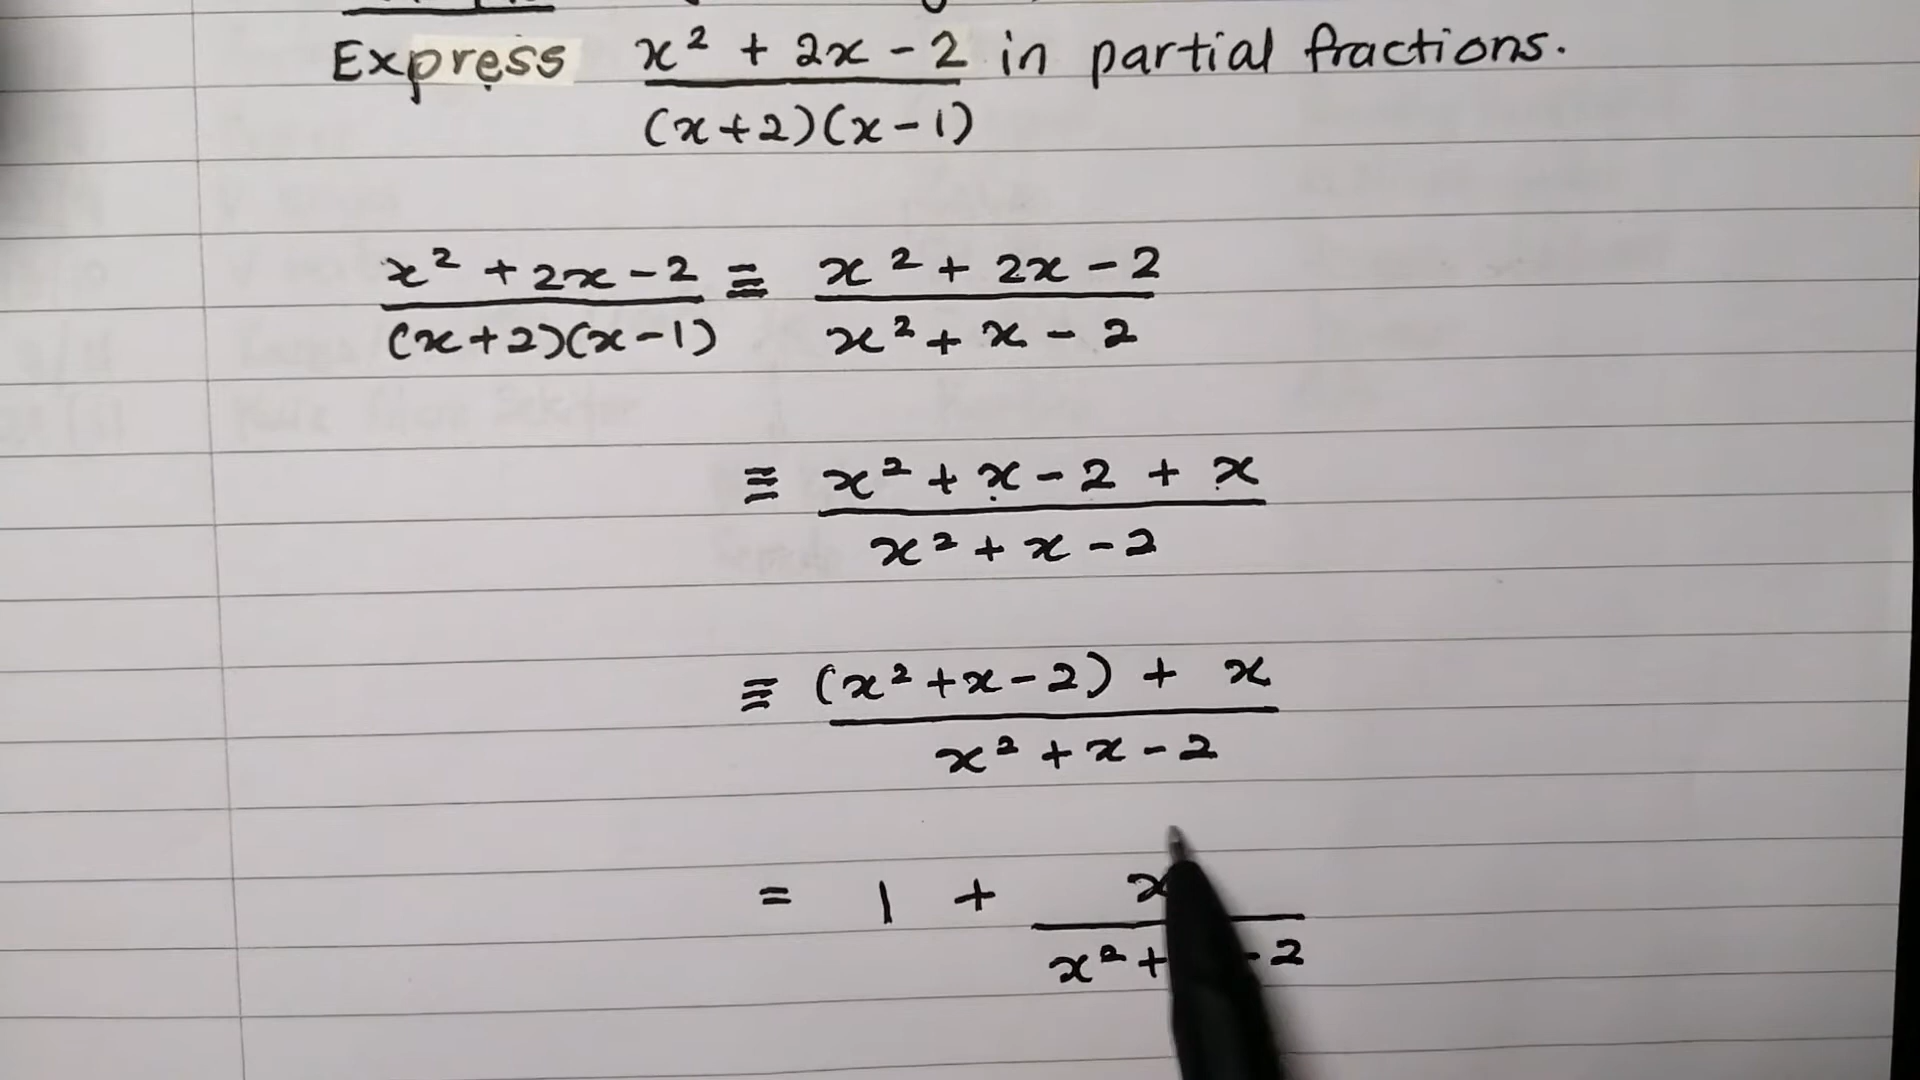 Express x² + 2x - 2 in partial fractions.
(x+2)(x-1)
x² + 2x - 2 ≡ x² + 2x - 2
(x+2)(x-1) x² + x - 2
≡ x² + x - 2 + x
x² + x - 2
≡ (x² + x - 2) + x
x² + x - 2
= 1 + x
x² + - 2